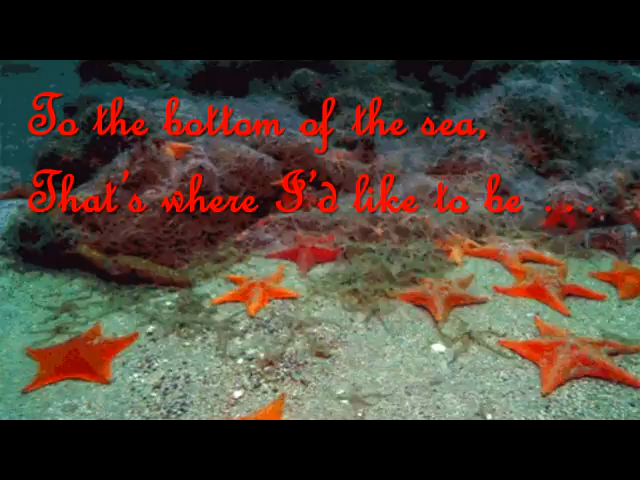 To the bottom of the sea,
That's where I'd like to be ...